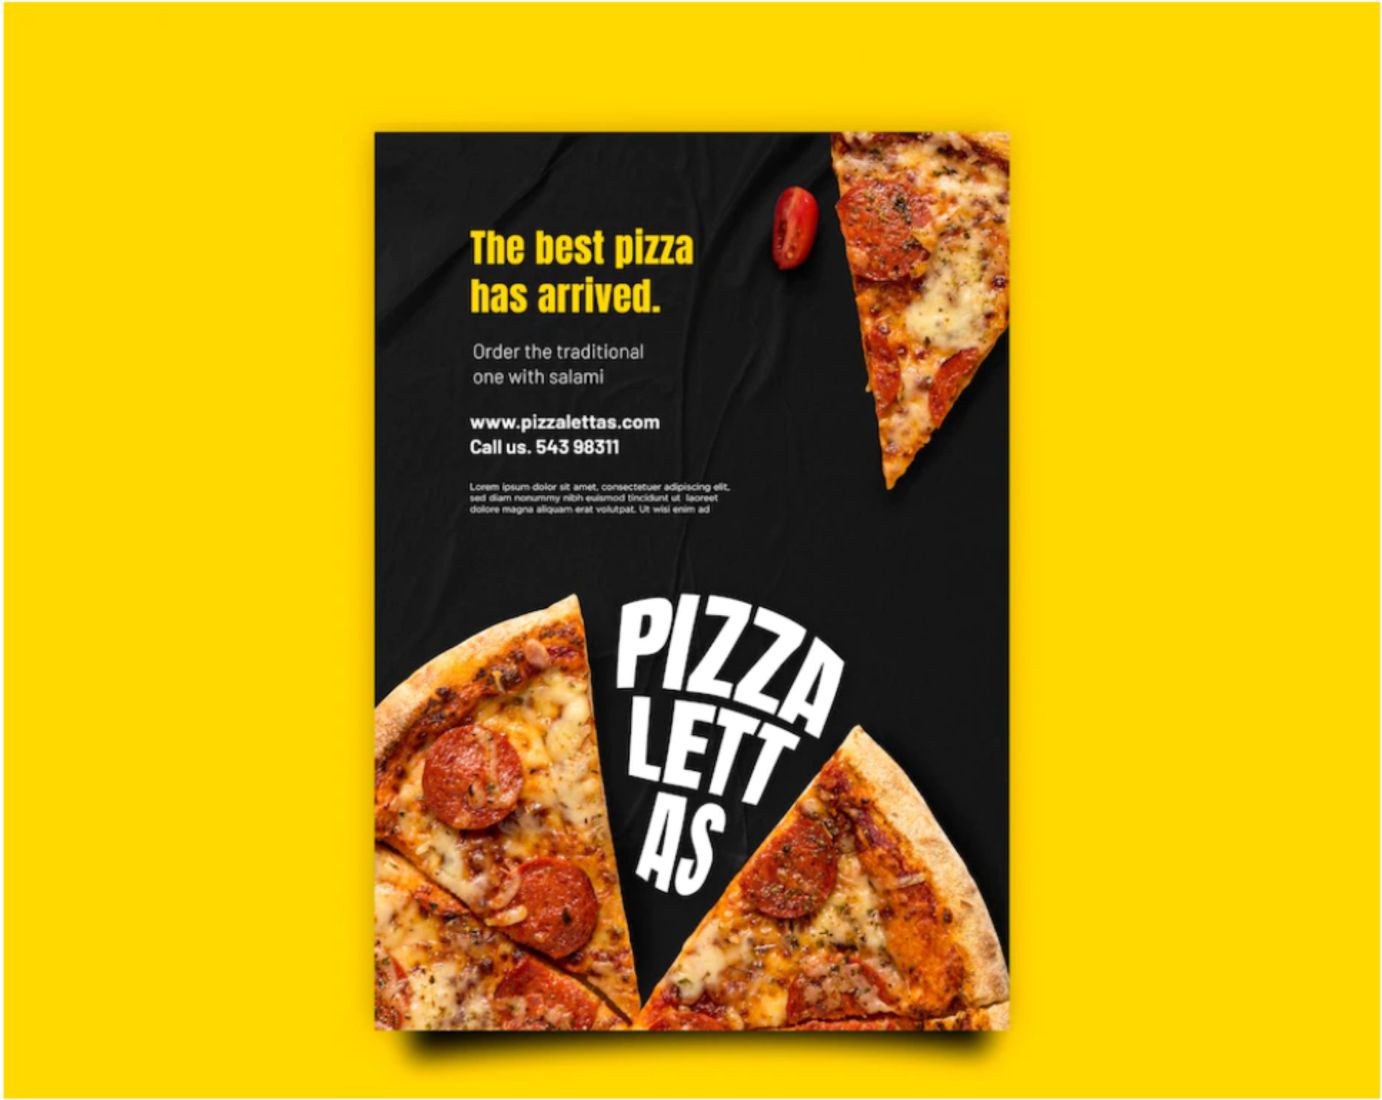 The best pizza
has arrived.
Order the traditional
one with salami
www.pizzalettas.com
Call us. 543 98311
Lorem ipsum dolor sit amet, consectetuer adipiscing elit,
sed diam nonummy nibh euismod tincidunt ut laoreet
dolore magna aliquam erat volutpat. Ut wisi enim ad
PIZZA
LETT
AS